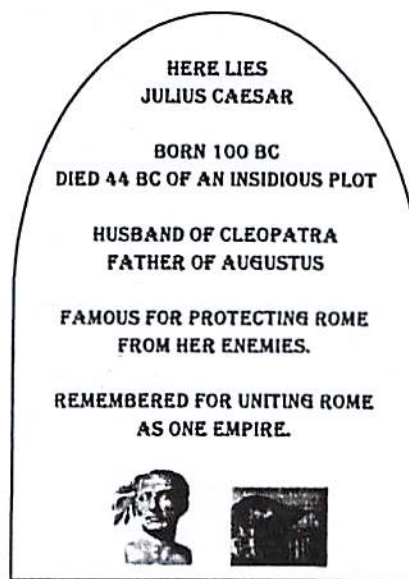 HERE LIES
JULIUS CAESAR
BORN 100 BC
DIED 44 BC OF AN INSIDIOUS PLOT
HUSBAND OF CLEOPATRA
FATHER OF AUGUSTUS
FAMOUS FOR PROTECTING ROME
FROM HER ENEMIES.
REMEMBERED FOR UNITING ROME
AS ONE EMPIRE.